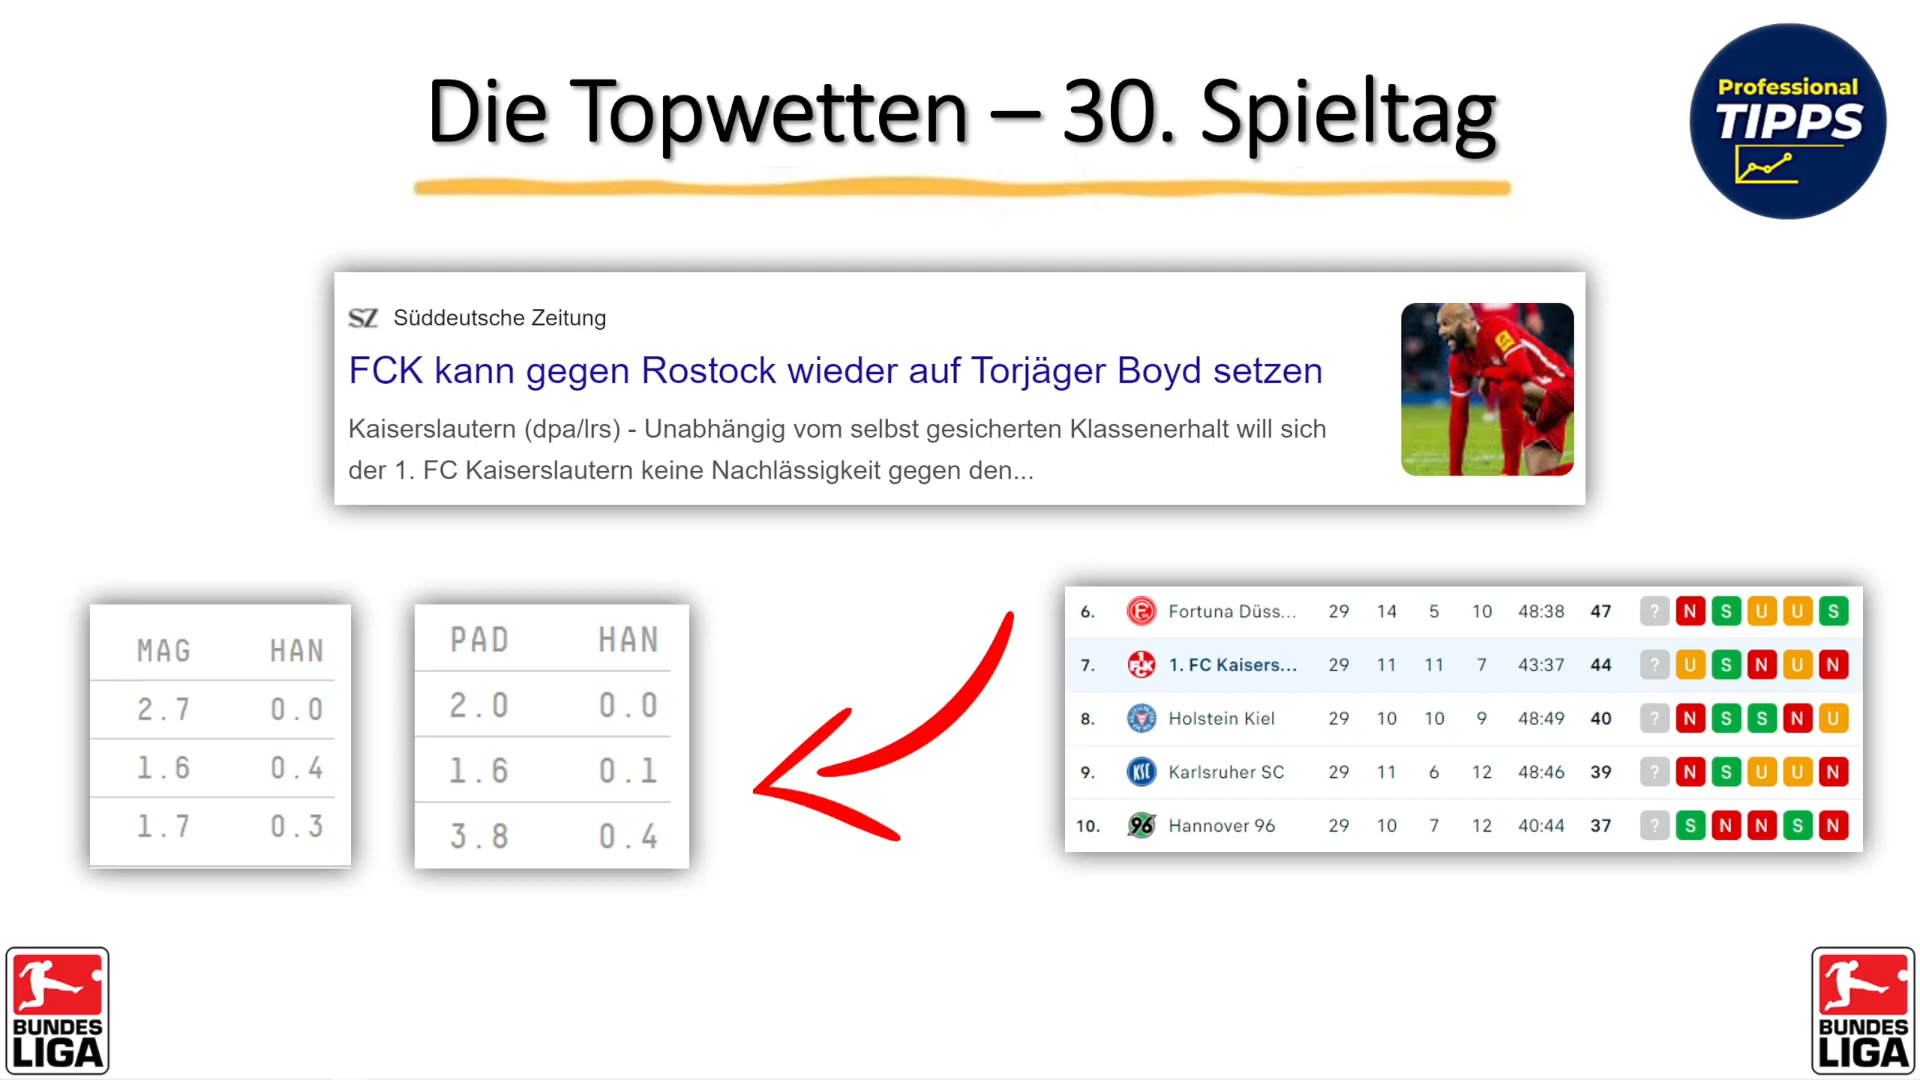 Die Topwetten – 30. Spieltag
Professional
TIPPS
SZ Süddeutsche Zeitung
FCK kann gegen Rostock wieder auf Torjäger Boyd setzen
Kaiserslautern (dpa/lrs) - Unabhängig vom selbst gesicherten Klassenerhalt will sich
der 1. FC Kaiserslautern keine Nachlässigkeit gegen den...
MAG HAN
2.7 0.0
1.6 0.4
1.7 0.3
PAD HAN
2.0 0.0
1.6 0.1
3.8 0.4
6. F Fortuna Düss... 29 14 5 10 48:38 47 ? N S U U S
7. 1. FCK 1. FC Kaisers... 29 11 11 7 43:37 44 ? U S N U N
8. Holstein Kiel 29 10 10 9 48:49 40 ? N S S N U
9. KSC Karlsruher SC 29 11 6 12 48:46 39 ? N S U U N
10. 96 Hannover 96 29 10 7 12 40:44 37 ? S N N S N
BUNDES
LIGA
BUNDES
LIGA